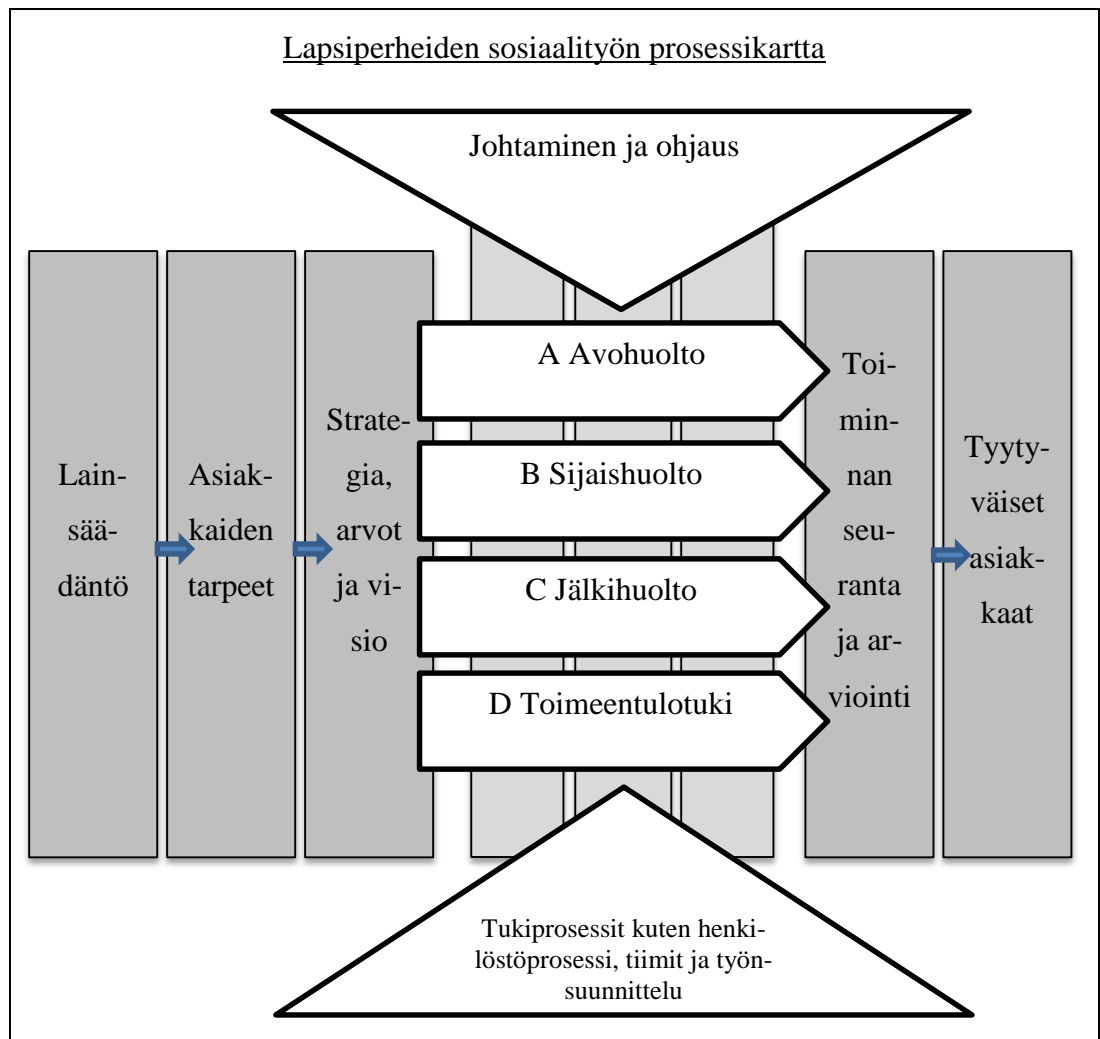 Lapsiperheiden sosiaalityön prosessikartta
Johtaminen ja ohjaus
Lain-
sää-
däntö
Asiak-
kaiden
tarpeet
Strate-
gia,
arvot
ja vi-
sio
A Avohuolto
B Sijaishuolto
C Jälkihuolto
D Toimeentulotuki
Toi-
min-
nan
seu-
ranta
ja ar-
viointi
Tyyty-
väiset
asiak-
kaat
Tukiprosessit kuten henki-
löstöprosessi, tiimit ja työn-
suunnittelu